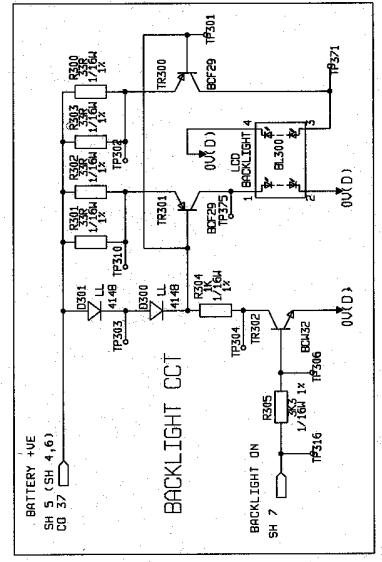 BATTERY +VE
SH 5 (SH 4,6)
CO 37
D301
LL
4148
TP303
D300
LL
4148
R301
33R
1/16W
1%
TP310
R302
33R
1/16W
1%
R303
33R
1/16W
1%
TP302
R300
33R
1/16W
1%
TP301
TR300
BCF29
TR301
BCF29
TP375
TP371
0V(D)
LCD
BACKLIGHT
BL300
1
2
3
4
0V(D)
R304
1K
1/16W
1%
TP304
TR302
BCW32
0V(D)
BACKLIGHT CCT
BACKLIGHT ON
SH 7
R305
3K3
1/16W 1%
TP306
TP316